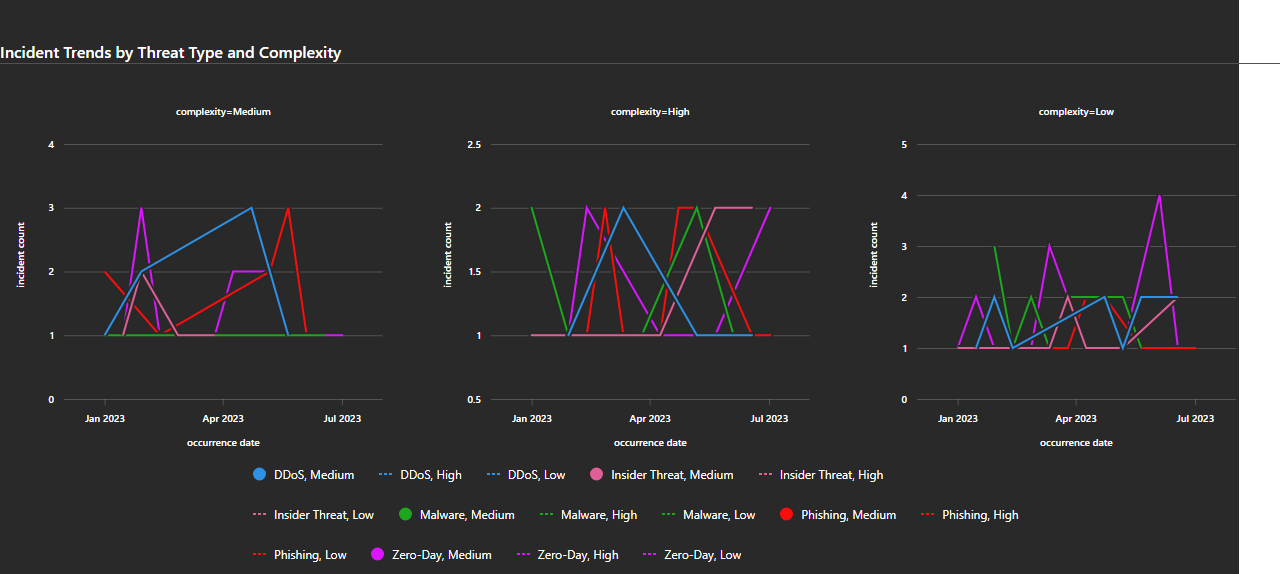 Incident Trends by Threat Type and Complexity
complexity=Medium
4
3
2
1
0
incident count
Jan 2023 Apr 2023 Jul 2023
occurrence date
complexity=High
2.5
2
1.5
1
0.5
incident count
Jan 2023 Apr 2023 Jul 2023
occurrence date
complexity=Low
5
4
3
2
1
0
incident count
Jan 2023 Apr 2023 Jul 2023
occurrence date
DDoS, Medium DDoS, High DDoS, Low Insider Threat, Medium Insider Threat, High
Insider Threat, Low Malware, Medium Malware, High Malware, Low Phishing, Medium Phishing, High
Phishing, Low Zero-Day, Medium Zero-Day, High Zero-Day, Low